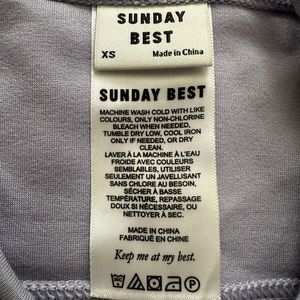 SUNDAY
BEST
XS Made in China
SUNDAY BEST
MACHINE WASH COLD WITH LIKE
COLOURS, ONLY NON-CHLORINE
BLEACH WHEN NEEDED,
TUMBLE DRY LOW, COOL IRON
ONLY IF NEEDED, OR DRY
CLEAN.
LAVER À LA MACHINE À L'EAU
FROIDE AVEC COULEURS
SEMBLABLES, UTILISER
SEULEMENT UN JAVELLISANT
SANS CHLORE AU BESOIN,
SÉCHER À BASSE
TEMPÉRATURE, REPASSAGE
DOUX SI NÉCESSAIRE, OU
NETTOYER À SEC.
MADE IN CHINA
FABRIQUÉ EN CHINE
Keep me at my best.